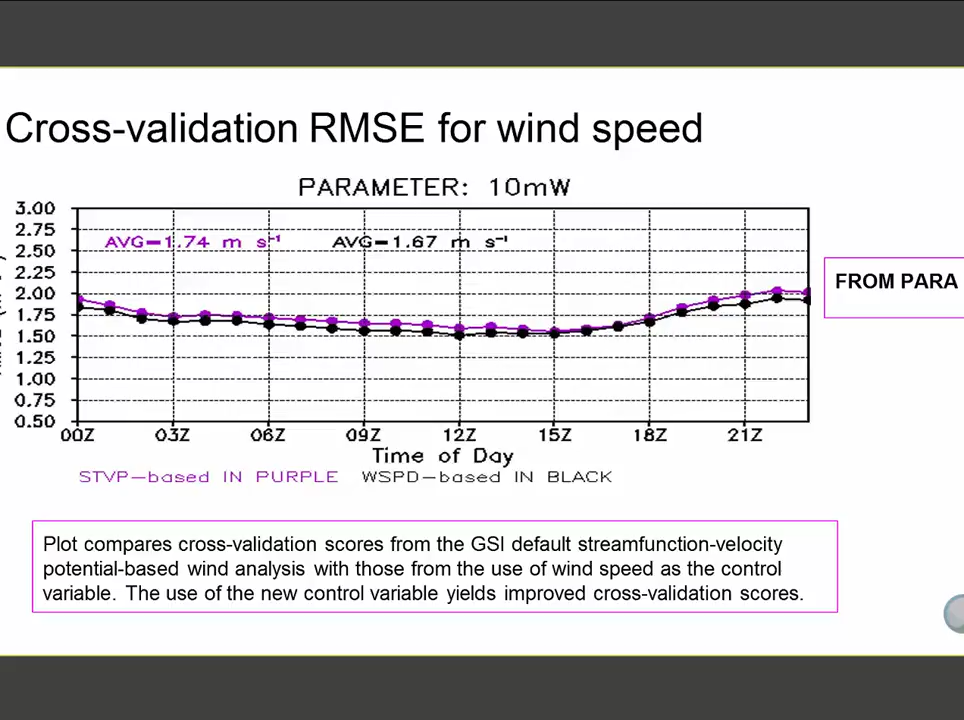 Cross-validation RMSE for wind speed
PARAMETER: 10mW
3.00
2.75
2.50
2.25
2.00
1.75
1.50
1.25
1.00
0.75
0.50
AVG=1.74 m s⁻¹ AVG=1.67 m s⁻¹
FROM PARA
00Z 03Z 06Z 09Z 12Z 15Z 18Z 21Z
Time of Day
STVP-based IN PURPLE WSPD-based IN BLACK
Plot compares cross-validation scores from the GSI default streamfunction-velocity
potential-based wind analysis with those from the use of wind speed as the control
variable. The use of the new control variable yields improved cross-validation scores.